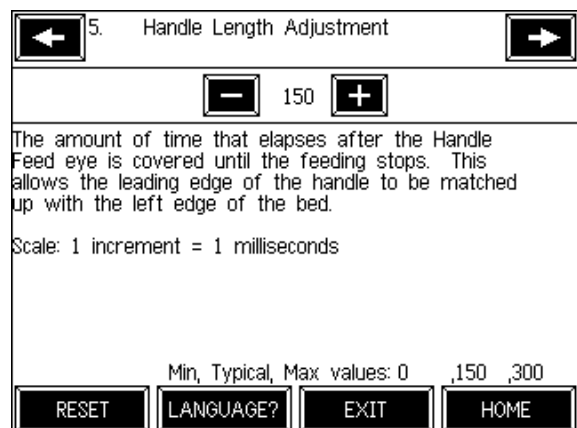 5. Handle Length Adjustment
150
The amount of time that elapses after the Handle
Feed eye is covered until the feeding stops. This
allows the leading edge of the handle to be matched
up with the left edge of the bed.
Scale: 1 increment = 1 milliseconds
Min, Typical, Max values: 0 ,150 ,300
RESET LANGUAGE? EXIT HOME